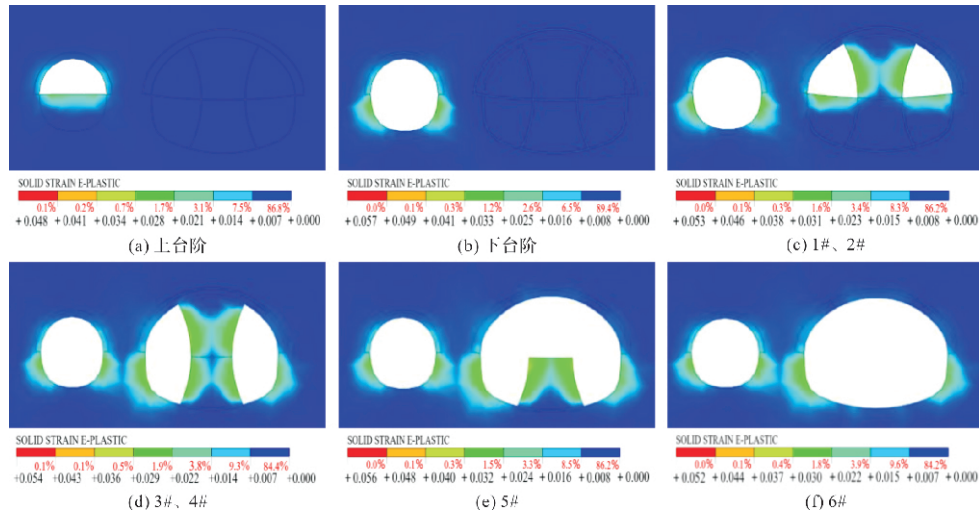 SOLID STRAIN E-PLASTIC
0.1% 0.2% 0.7% 1.7% 3.1% 7.5% 86.8%
+0.048 +0.041 +0.034 +0.028 +0.021 +0.014 +0.007 +0.000
(a) 上台阶
SOLID STRAIN E-PLASTIC
0.0% 0.1% 0.3% 1.2% 2.6% 6.5% 89.4%
+0.057 +0.049 +0.041 +0.033 +0.025 +0.016 +0.008 +0.000
(b) 下台阶
SOLID STRAIN E-PLASTIC
0.0% 0.1% 0.3% 1.6% 3.4% 8.3% 86.2%
+0.053 +0.046 +0.038 +0.031 +0.023 +0.015 +0.008 +0.000
(c) 1#、2#
SOLID STRAIN E-PLASTIC
0.1% 0.1% 0.5% 1.9% 3.8% 9.3% 84.4%
+0.054 +0.043 +0.036 +0.029 +0.022 +0.014 +0.007 +0.000
(d) 3#、4#
SOLID STRAIN E-PLASTIC
0.0% 0.1% 0.3% 1.5% 3.3% 8.5% 86.2%
+0.056 +0.048 +0.040 +0.032 +0.024 +0.016 +0.008 +0.000
(e) 5#
SOLID STRAIN E-PLASTIC
0.0% 0.1% 0.4% 1.8% 3.9% 9.6% 84.2%
+0.052 +0.044 +0.037 +0.030 +0.022 +0.015 +0.007 +0.000
(f) 6#